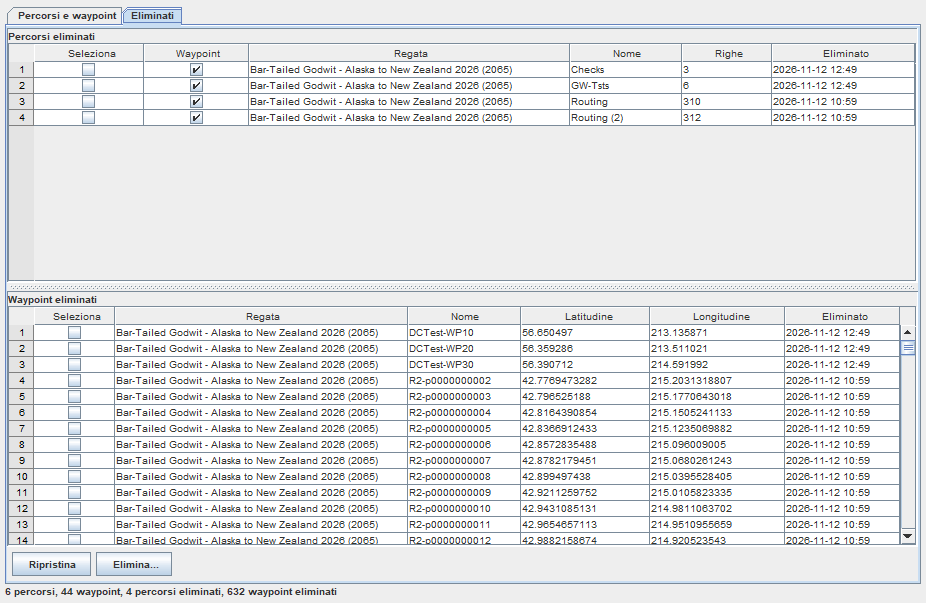 Percorsi e waypoint Eliminati
Percorsi eliminati
Seleziona Waypoint Regata Nome Righe Eliminato
1 Bar-Tailed Godwit - Alaska to New Zealand 2026 (2065) Checks 3 2026-11-12 12:49
2 Bar-Tailed Godwit - Alaska to New Zealand 2026 (2065) GW-Tsts 6 2026-11-12 12:49
3 Bar-Tailed Godwit - Alaska to New Zealand 2026 (2065) Routing 310 2026-11-12 10:59
4 Bar-Tailed Godwit - Alaska to New Zealand 2026 (2065) Routing (2) 312 2026-11-12 10:59
Waypoint eliminati
Seleziona Regata Nome Latitudine Longitudine Eliminato
1 Bar-Tailed Godwit - Alaska to New Zealand 2026 (2065) DCTest-WP10 56.650497 213.135871 2026-11-12 12:49
2 Bar-Tailed Godwit - Alaska to New Zealand 2026 (2065) DCTest-WP20 56.359286 213.511021 2026-11-12 12:49
3 Bar-Tailed Godwit - Alaska to New Zealand 2026 (2065) DCTest-WP30 56.390712 214.591992 2026-11-12 12:49
4 Bar-Tailed Godwit - Alaska to New Zealand 2026 (2065) R2-p0000000002 42.7769473282 215.2031318807 2026-11-12 10:59
5 Bar-Tailed Godwit - Alaska to New Zealand 2026 (2065) R2-p0000000003 42.796525188 215.1770643018 2026-11-12 10:59
6 Bar-Tailed Godwit - Alaska to New Zealand 2026 (2065) R2-p0000000004 42.8164390854 215.1505241133 2026-11-12 10:59
7 Bar-Tailed Godwit - Alaska to New Zealand 2026 (2065) R2-p0000000005 42.8366912433 215.1235069882 2026-11-12 10:59
8 Bar-Tailed Godwit - Alaska to New Zealand 2026 (2065) R2-p0000000006 42.8572835488 215.096009005 2026-11-12 10:59
9 Bar-Tailed Godwit - Alaska to New Zealand 2026 (2065) R2-p0000000007 42.8782179451 215.0680261243 2026-11-12 10:59
10 Bar-Tailed Godwit - Alaska to New Zealand 2026 (2065) R2-p0000000008 42.899497438 215.0395528405 2026-11-12 10:59
11 Bar-Tailed Godwit - Alaska to New Zealand 2026 (2065) R2-p0000000009 42.9211259752 215.0105823335 2026-11-12 10:59
12 Bar-Tailed Godwit - Alaska to New Zealand 2026 (2065) R2-p0000000010 42.9431085131 214.9811063702 2026-11-12 10:59
13 Bar-Tailed Godwit - Alaska to New Zealand 2026 (2065) R2-p0000000011 42.9654657113 214.9510955659 2026-11-12 10:59
14 Bar-Tailed Godwit - Alaska to New Zealand 2026 (2065) R2-p0000000012 42.9882158674 214.920523543 2026-11-12 10:59
Ripristina Elimina...
6 percorsi, 44 waypoint, 4 percorsi eliminati, 632 waypoint eliminati